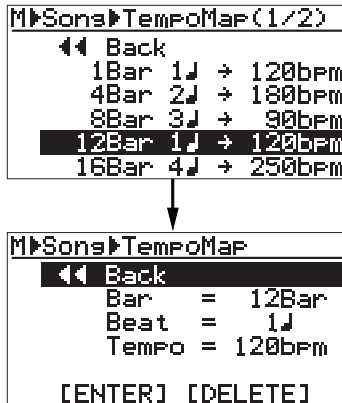 M▶Song▶TempoMap(1/2)
◀◀ Back
1Bar 1♩ → 120bpm
4Bar 2♩ → 180bpm
8Bar 3♩ → 90bpm
12Bar 1♩ → 120bpm
16Bar 4♩ → 250bpm
M▶Song▶TempoMap
◀◀ Back
Bar = 12Bar
Beat = 1♩
Tempo = 120bpm
[ENTER] [DELETE]